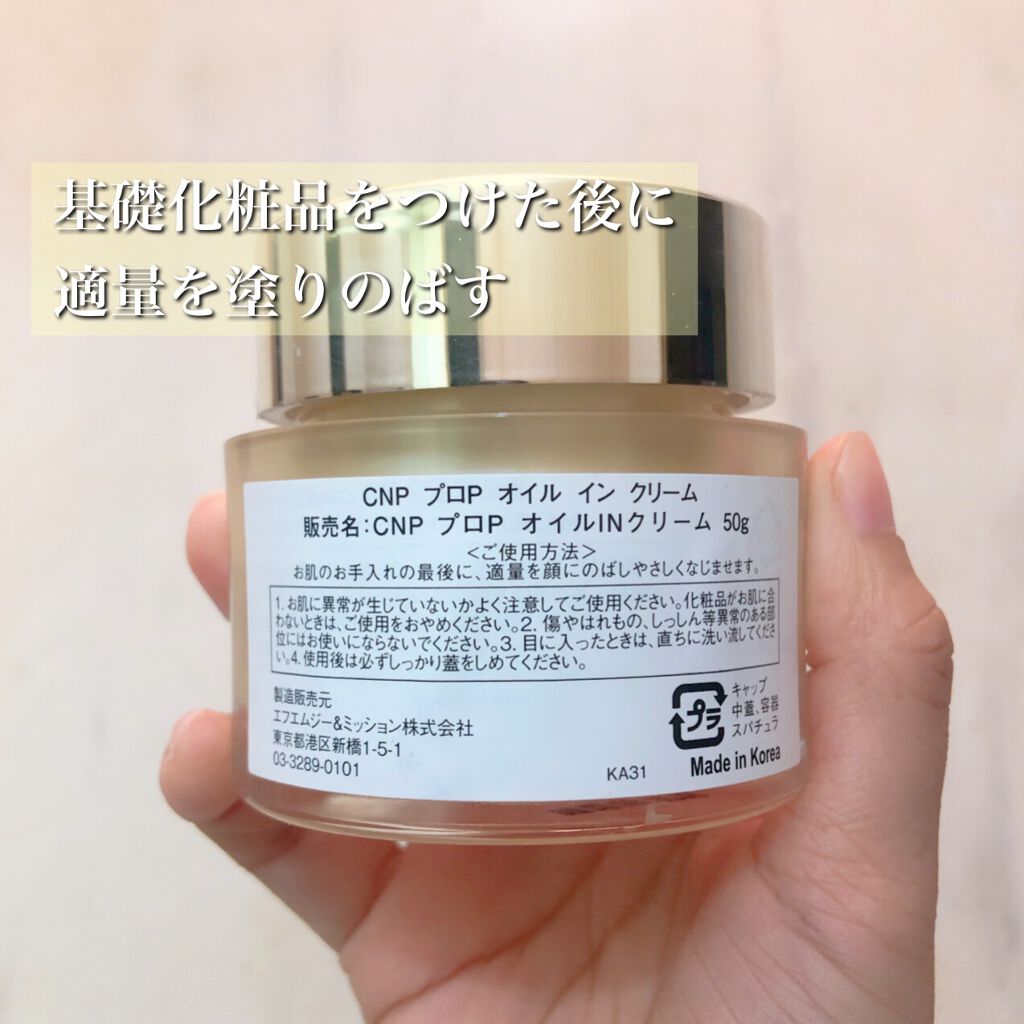 基礎化粧品をつけた後に
適量を塗りのばす
CNP プロP オイル イン クリーム
販売名:CNP プロP オイルINクリーム 50g
<ご使用方法>
お肌のお手入れの最後に、適量を顔にのばしやさしくなじませます。
1. お肌に異常が生じていないかよく注意してご使用ください。化粧品がお肌に合
わないときは、ご使用をおやめください。2. 傷やはれもの、しっしん等異常のある部
位にはお使いにならないでください。3. 目に入ったときは、直ちに洗い流してくださ
い。4. 使用後は必ずしっかり蓋をしめてください。
製造販売元
エフエムジー&ミッション株式会社
東京都港区新橋1-5-1
03-3289-0101
プラ
キャップ
中蓋、容器
スパチュラ
KA31
Made in Korea